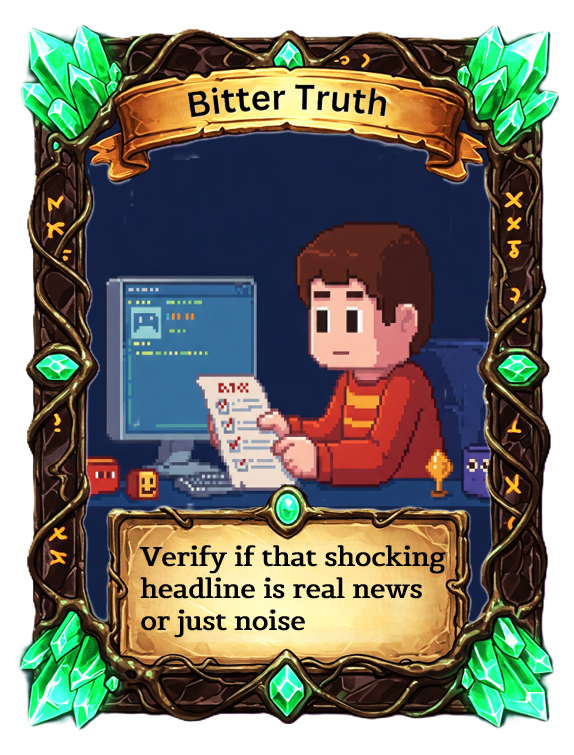 Bitter Truth
Verify if that shocking
headline is real news
or just noise